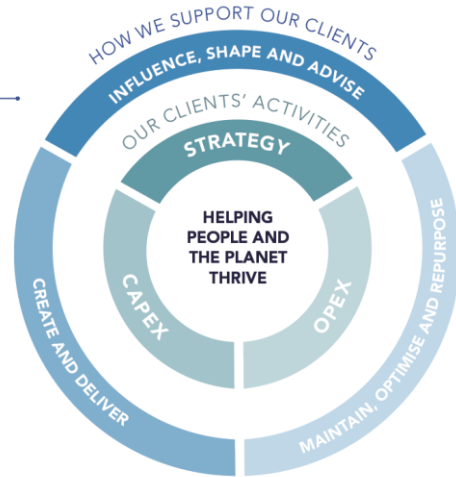 HOW WE SUPPORT OUR CLIENTS
INFLUENCE, SHAPE AND ADVISE
OUR CLIENTS' ACTIVITIES
STRATEGY
HELPING
PEOPLE AND
THE PLANET
THRIVE
CAPEX
OPEX
CREATE AND DELIVER
MAINTAIN, OPTIMISE AND REPURPOSE